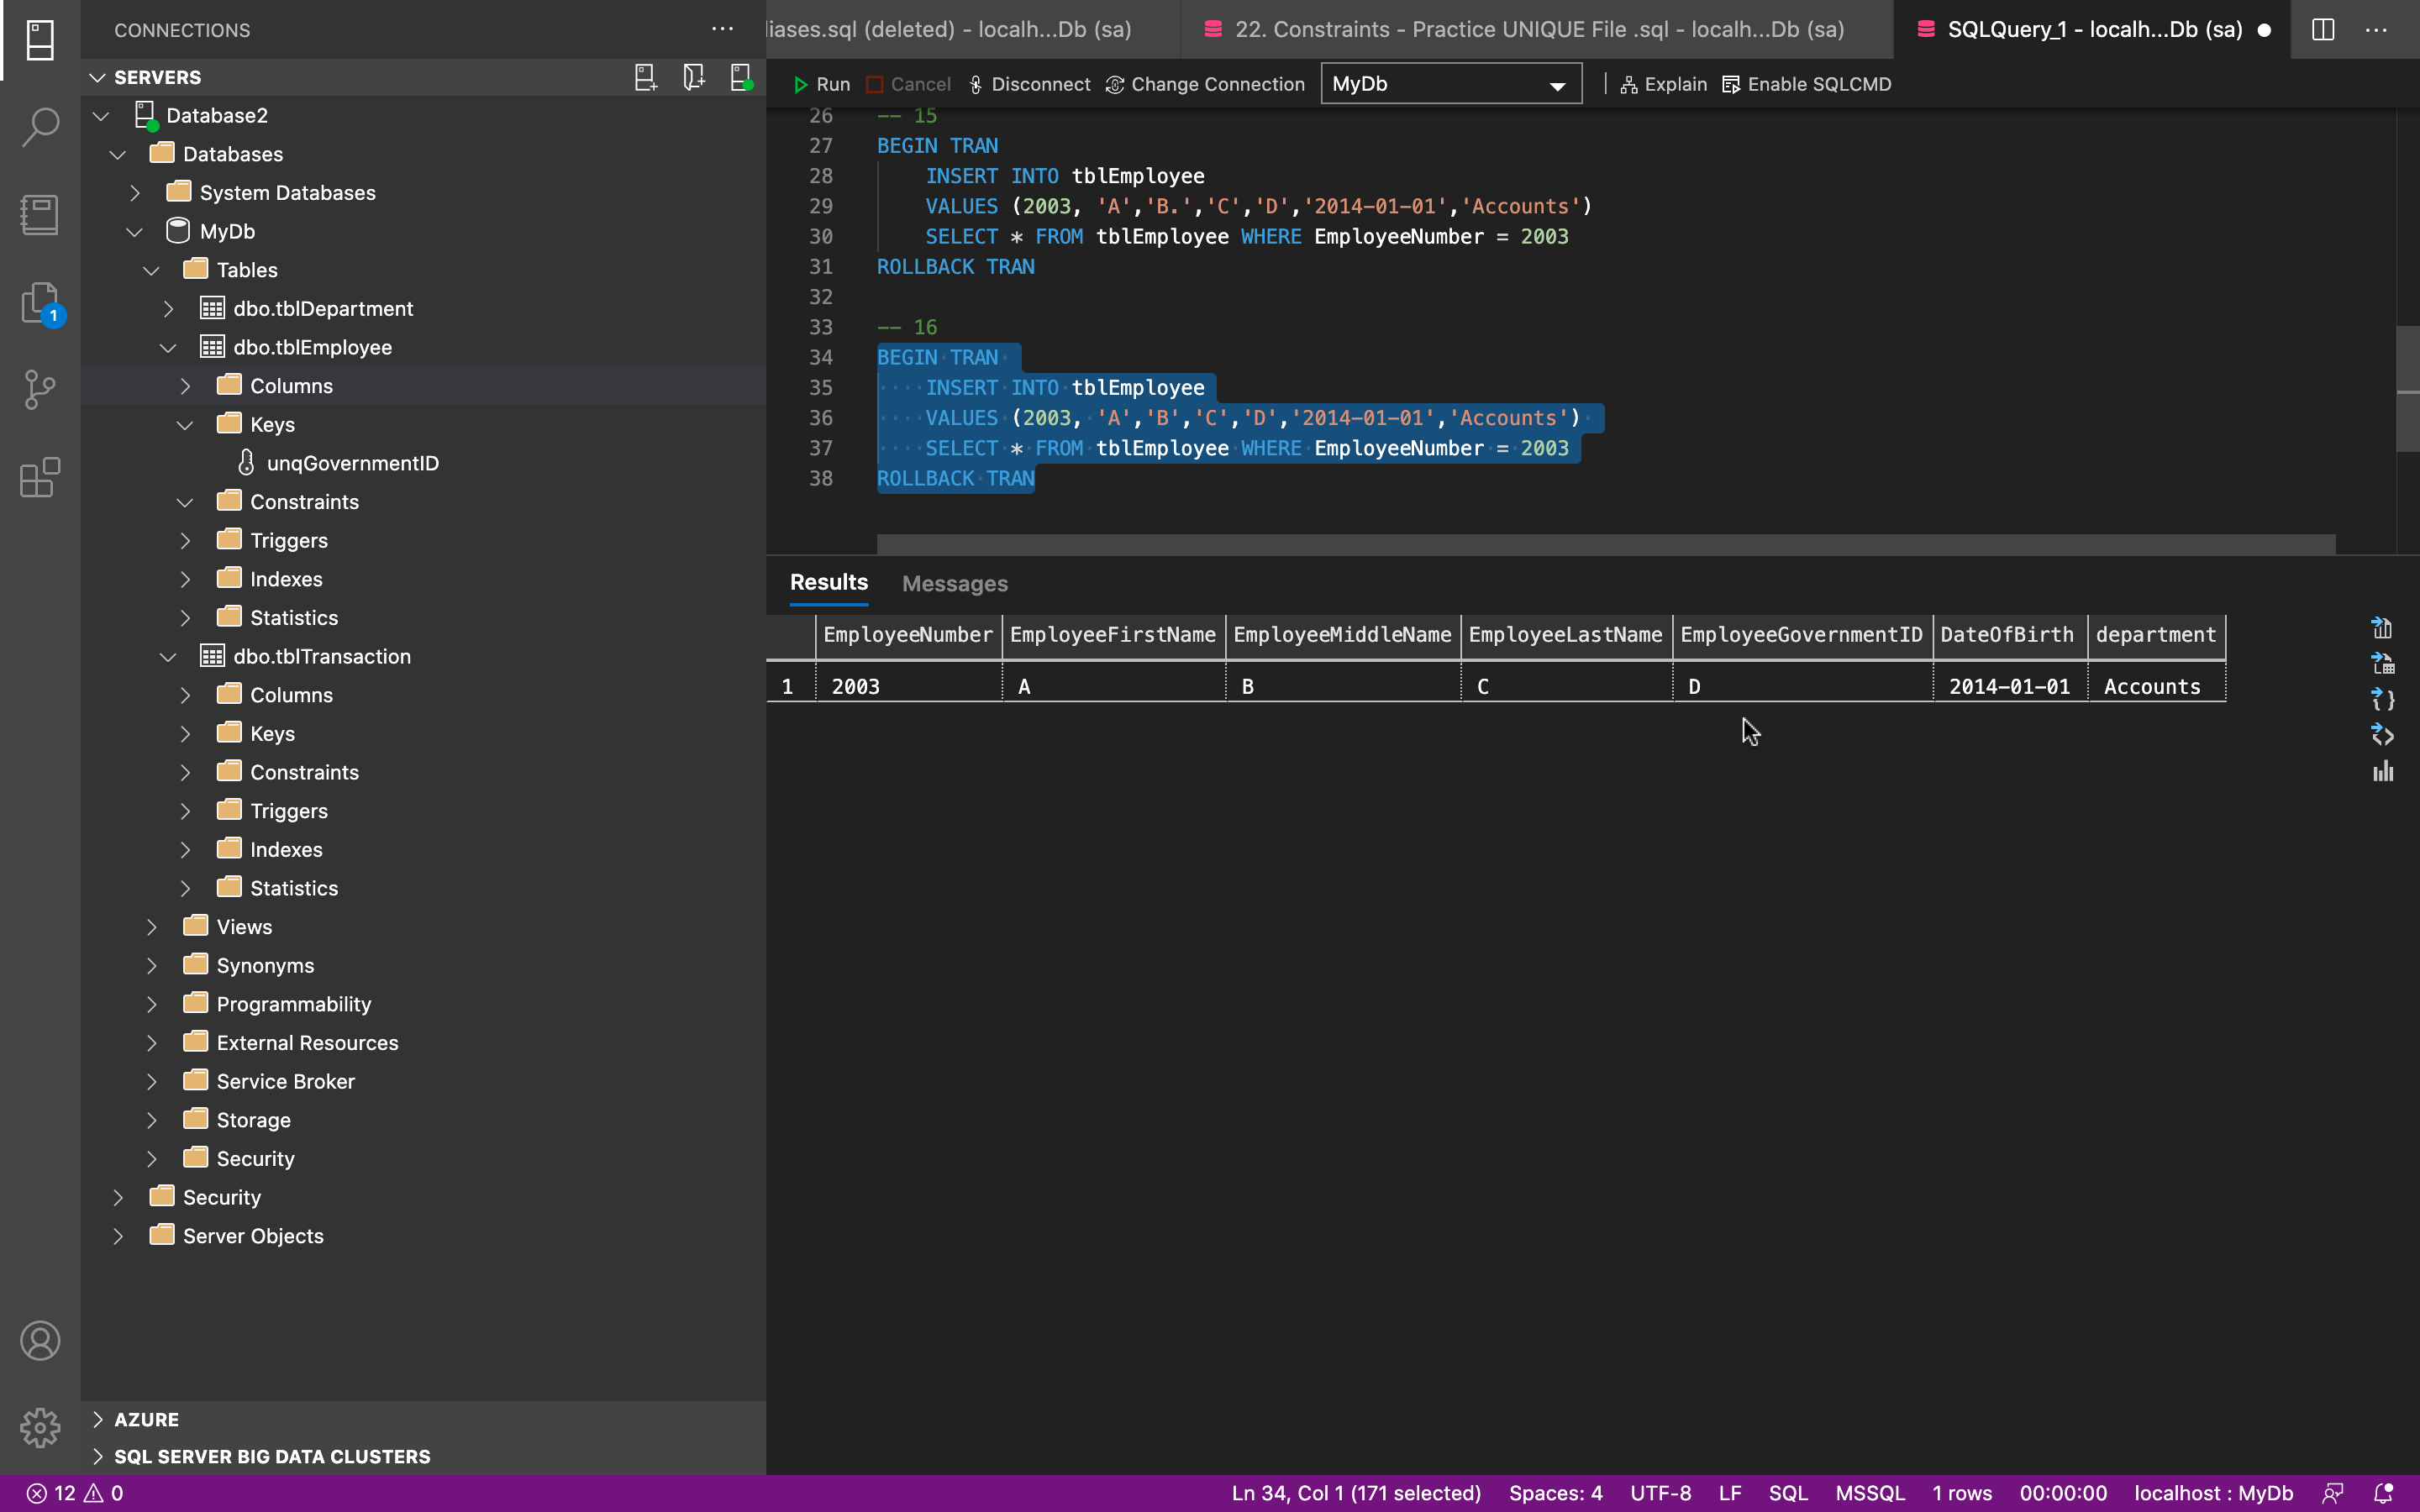 CONNECTIONS
SERVERS
Database2
Databases
System Databases
MyDb
Tables
dbo.tblDepartment
dbo.tblEmployee
Columns
Keys
unqGovernmentID
Constraints
Triggers
Indexes
Statistics
dbo.tblTransaction
Columns
Keys
Constraints
Triggers
Indexes
Statistics
Views
Synonyms
Programmability
External Resources
Service Broker
Storage
Security
Security
Server Objects
AZURE
SQL SERVER BIG DATA CLUSTERS
1
liases.sql (deleted) - localh...Db (sa)
22. Constraints - Practice UNIQUE File .sql - localh...Db (sa)
SQLQuery_1 - localh...Db (sa)
Run Cancel Disconnect Change Connection MyDb Explain Enable SQLCMD
26 -- 15
27 BEGIN TRAN
28 INSERT INTO tblEmployee
29 VALUES (2003, 'A','B.','C','D','2014-01-01','Accounts')
30 SELECT * FROM tblEmployee WHERE EmployeeNumber = 2003
31 ROLLBACK TRAN
32
33 -- 16
34 BEGIN TRAN
35 INSERT INTO tblEmployee
36 VALUES (2003, 'A','B','C','D','2014-01-01','Accounts')
37 SELECT * FROM tblEmployee WHERE EmployeeNumber = 2003
38 ROLLBACK TRAN
Results Messages
EmployeeNumber EmployeeFirstName EmployeeMiddleName EmployeeLastName EmployeeGovernmentID DateOfBirth department
1 2003 A B C D 2014-01-01 Accounts
12 0 Ln 34, Col 1 (171 selected) Spaces: 4 UTF-8 LF SQL MSSQL 1 rows 00:00:00 localhost : MyDb